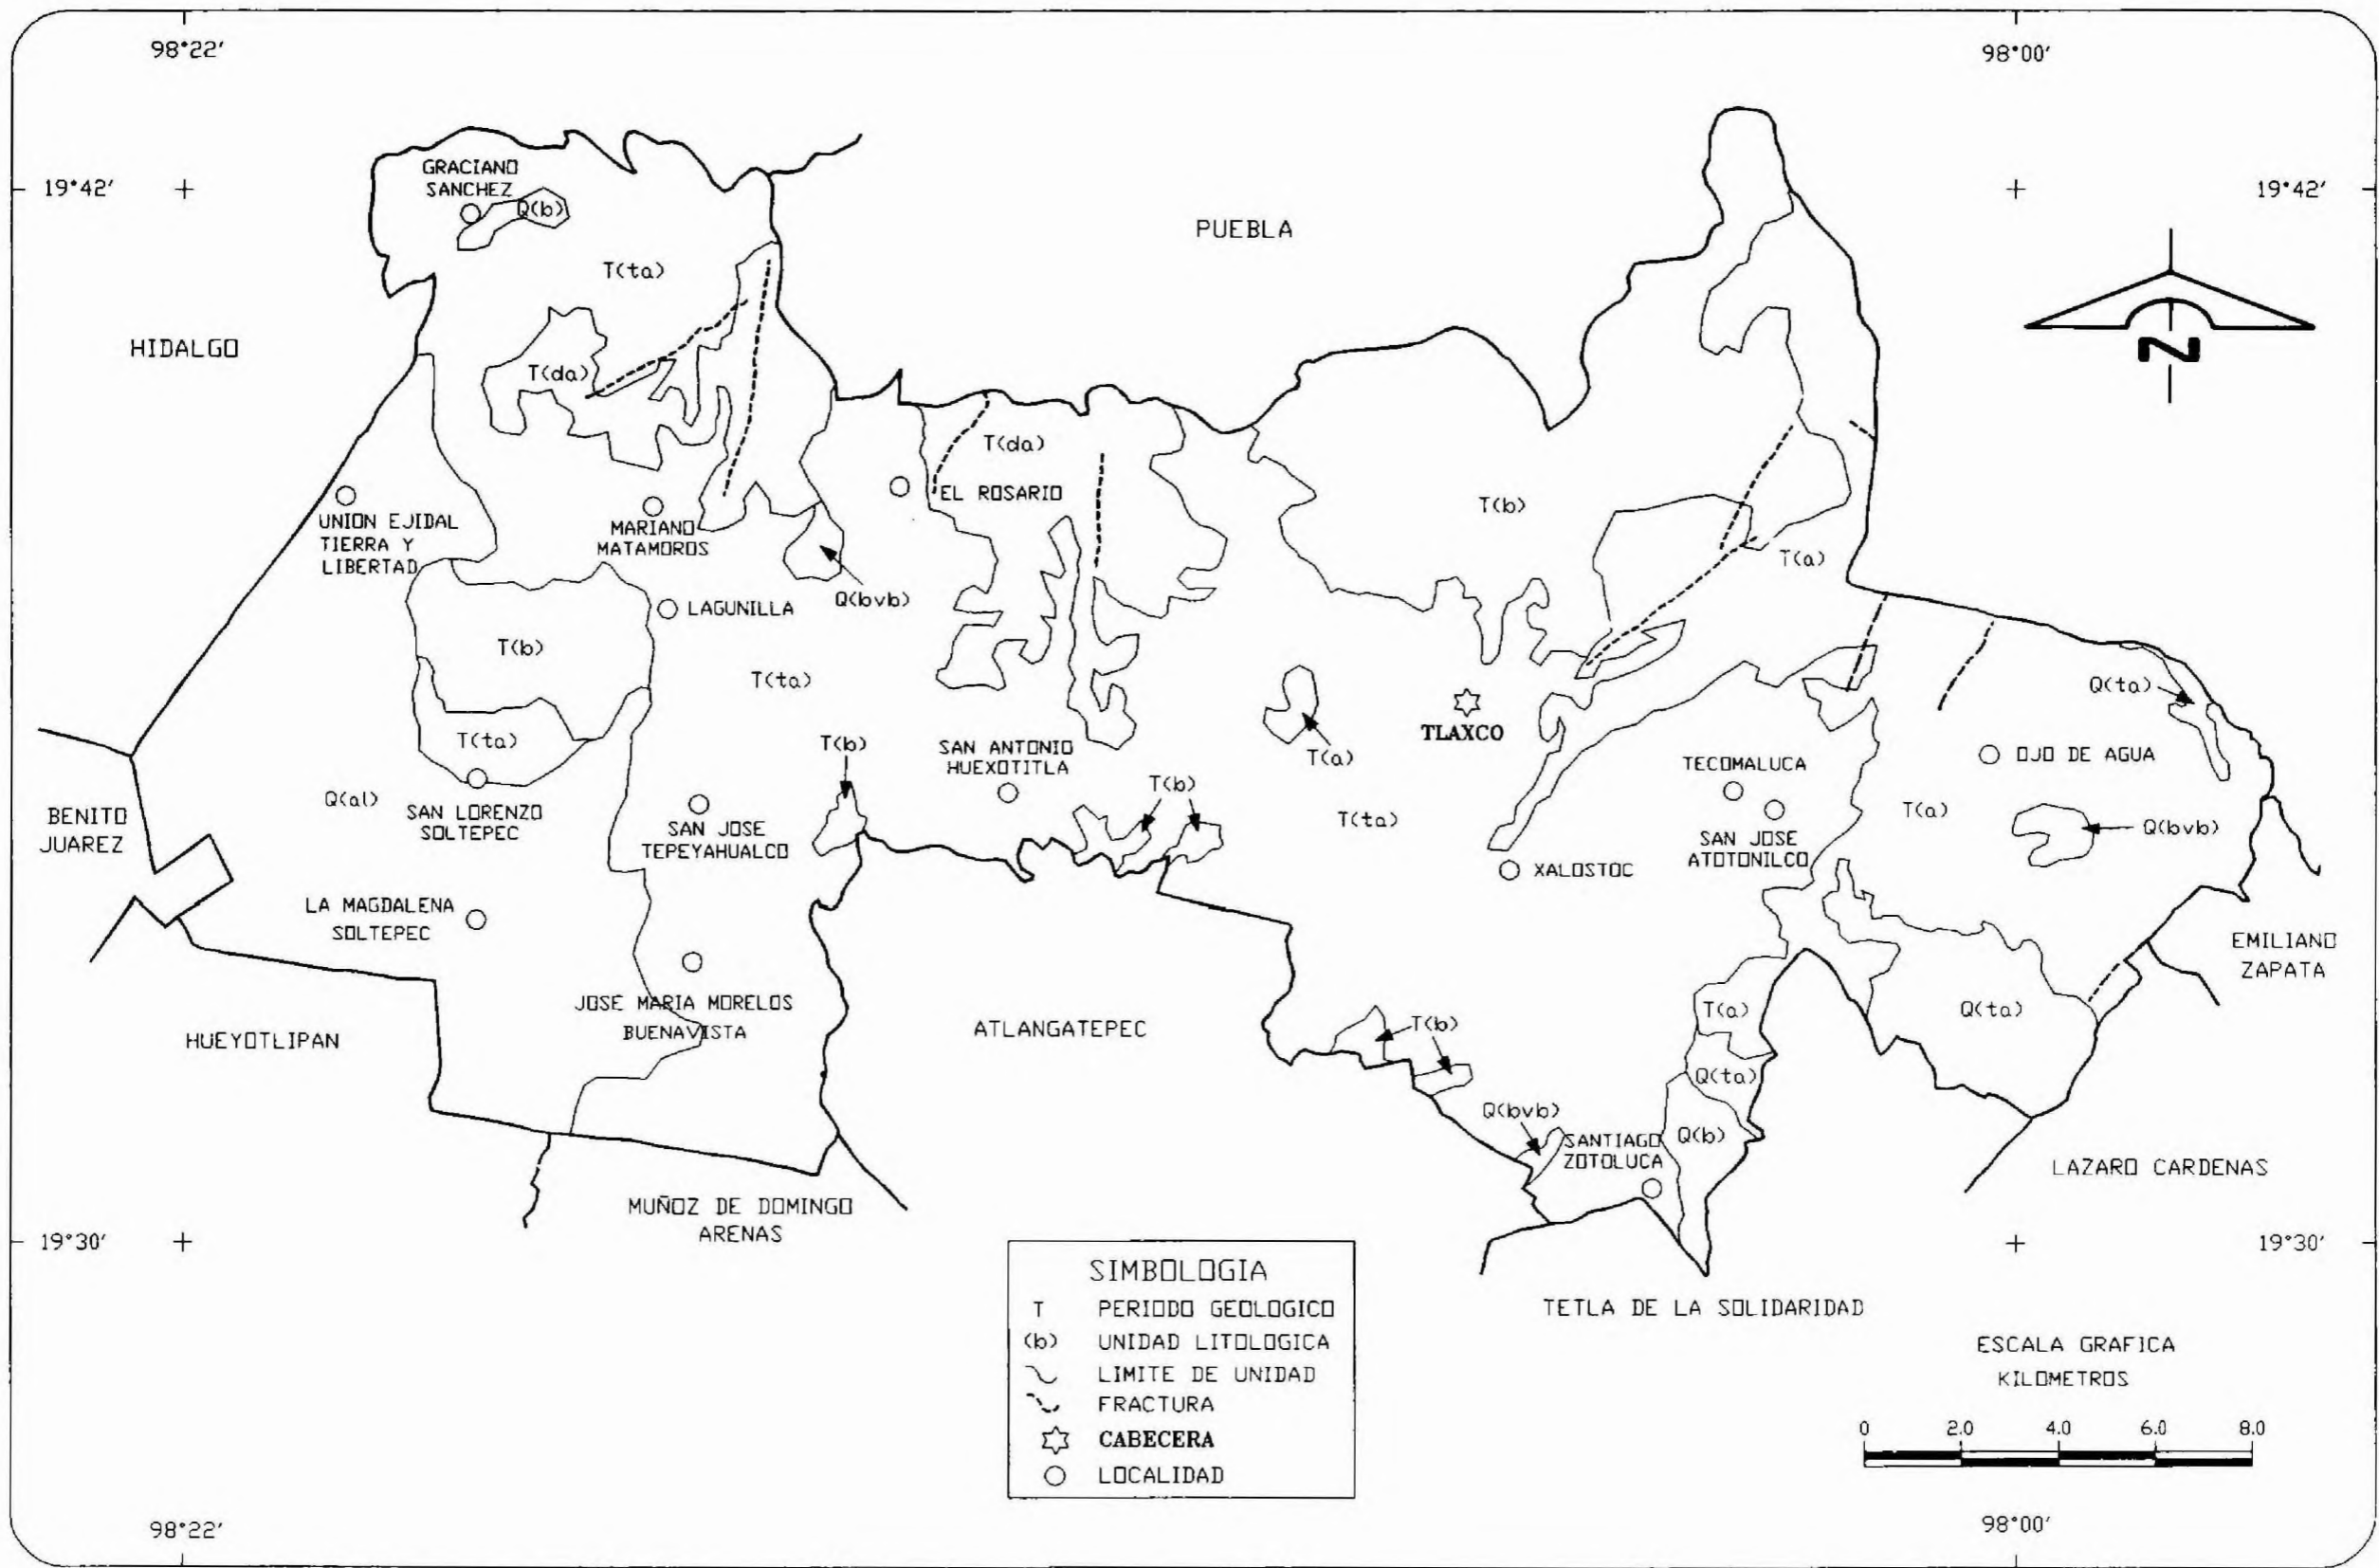 98°22'
98°00'
19°42'
19°42'
GRACIANO
SANCHEZ
Q(b)
PUEBLA
T(ta)
HIDALGO
T(da)
N
T(da)
EL ROSARIO
T(b)
UNION EJIDAL
TIERRA Y
LIBERTAD
MARIANO
MATAMOROS
T(a)
Q(bvb)
LAGUNILLA
T(b)
T(ta)
Q(ta)
TLAXCO
T(ta)
T(b)
SAN ANTONIO
HUEXOTITLA
T(a)
TECOMALUCA
OJO DE AGUA
T(b)
Q(al)
SAN LORENZO
SOLTEPEC
BENITO
JUAREZ
SAN JOSE
TEPEYAHUALCO
T(ta)
SAN JOSE
ATOTONILCO
T(a)
Q(bvb)
XALOSTOC
LA MAGDALENA
SOLTEPEC
EMILIANO
ZAPATA
JOSE MARIA MORELOS
BUENAVISTA
T(a)
Q(ta)
T(b)
HUEYOTLIPAN
ATLANGATEPEC
Q(ta)
Q(bvb)
SANTIAGO
ZOTOLUCA
Q(b)
LAZARO CARDENAS
MUÑOZ DE DOMINGO
ARENAS
19°30'
19°30'
SIMBOLOGIA
T PERIODO GEOLOGICO
(b) UNIDAD LITOLOGICA
LIMITE DE UNIDAD
FRACTURA
CABECERA
LOCALIDAD
TETLA DE LA SOLIDARIDAD
ESCALA GRAFICA
KILOMETROS
0 2.0 4.0 6.0 8.0
98°22'
98°00'